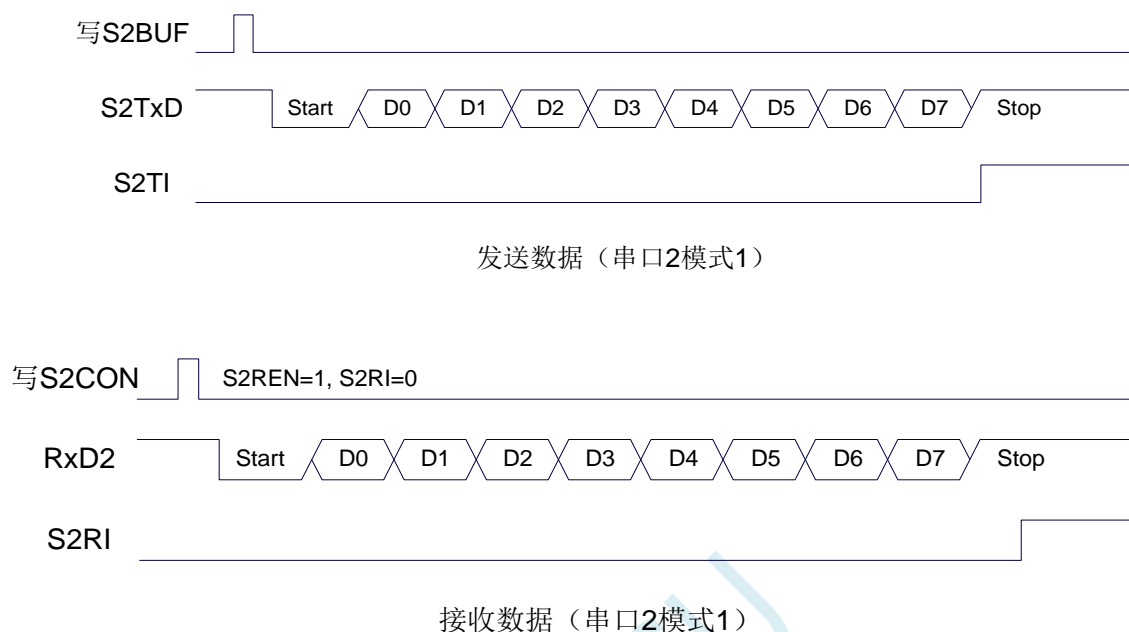 写S2BUF
S2TxD Start D0 D1 D2 D3 D4 D5 D6 D7 Stop
S2TI
发送数据（串口2模式1）
写S2CON S2REN=1, S2RI=0
RxD2 Start D0 D1 D2 D3 D4 D5 D6 D7 Stop
S2RI
接收数据（串口2模式1）